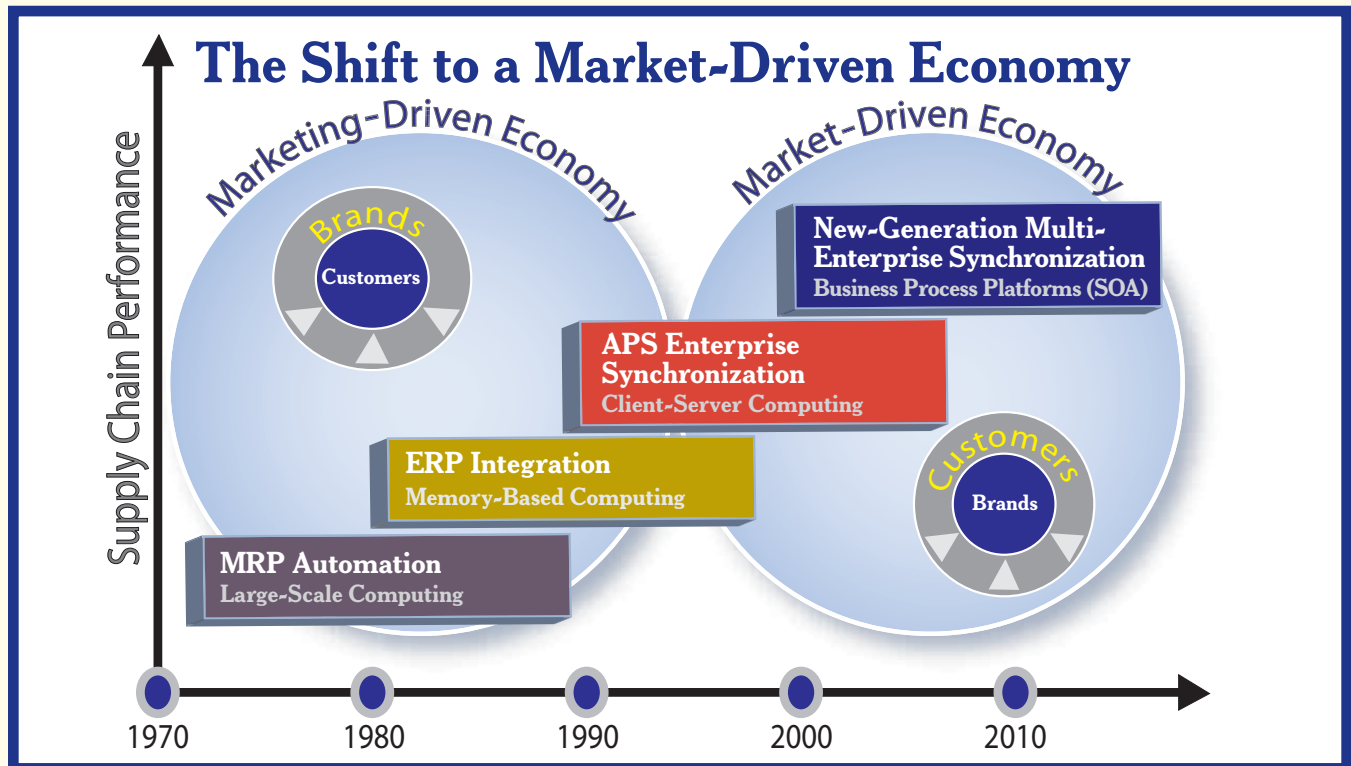 The Shift to a Market-Driven Economy
Supply Chain Performance
Marketing-Driven Economy
Market-Driven Economy
Brands
Customers
New-Generation Multi-
Enterprise Synchronization
Business Process Platforms (SOA)
APS Enterprise
Synchronization
Client-Server Computing
ERP Integration
Memory-Based Computing
Customers
Brands
MRP Automation
Large-Scale Computing
1970
1980
1990
2000
2010